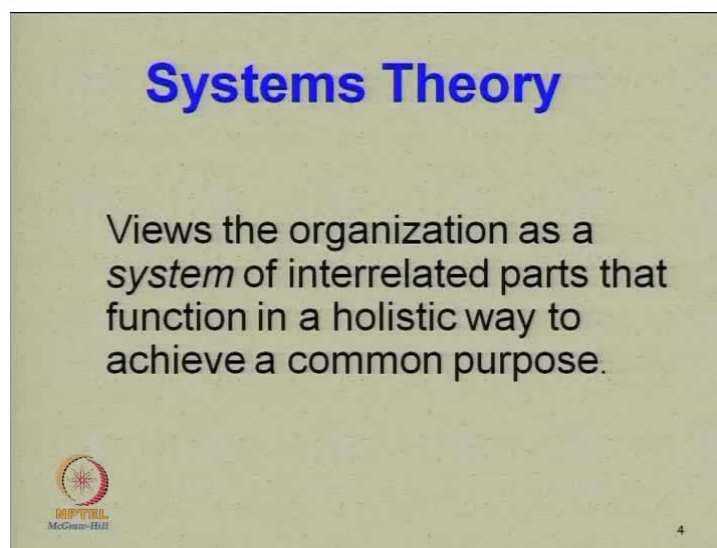 Systems Theory
Views the organization as a
system of interrelated parts that
function in a holistic way to
achieve a common purpose.
NPTEL
McGraw-Hill
4